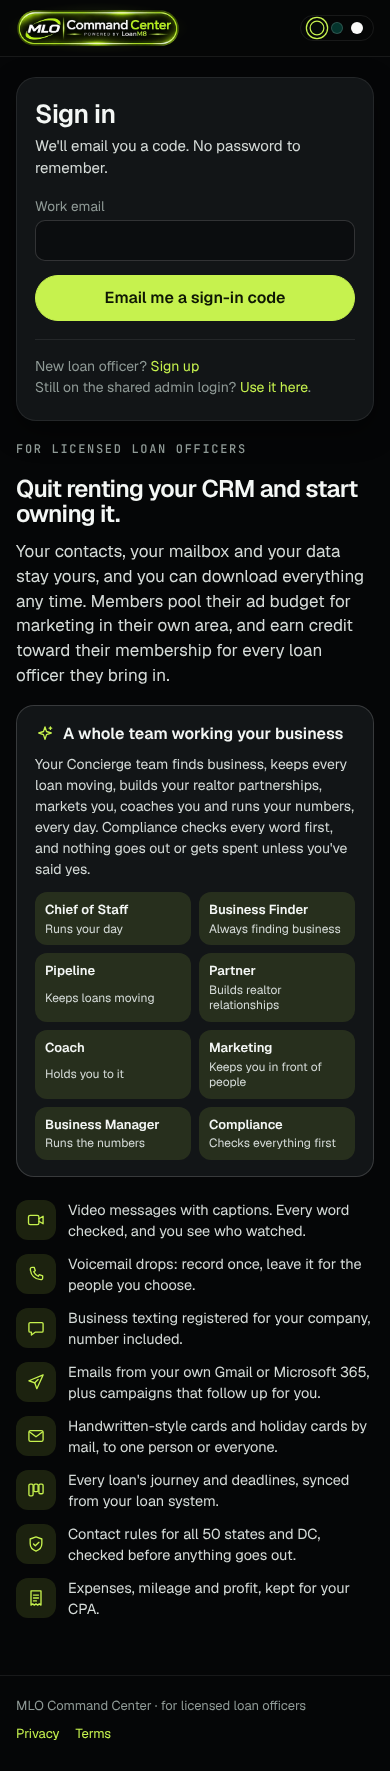 MLO Command Center
POWERED BY LoanM8
Sign in
We'll email you a code. No password to
remember.
Work email
Email me a sign-in code
New loan officer? Sign up
Still on the shared admin login? Use it here.
FOR LICENSED LOAN OFFICERS
Quit renting your CRM and start
owning it.
Your contacts, your mailbox and your data
stay yours, and you can download everything
any time. Members pool their ad budget for
marketing in their own area, and earn credit
toward their membership for every loan
officer they bring in.
A whole team working your business
Your Concierge team finds business, keeps every
loan moving, builds your realtor partnerships,
markets you, coaches you and runs your numbers,
every day. Compliance checks every word first,
and nothing goes out or gets spent unless you've
said yes.
Chief of Staff
Runs your day
Business Finder
Always finding business
Pipeline
Keeps loans moving
Partner
Builds realtor
relationships
Coach
Holds you to it
Marketing
Keeps you in front of
people
Business Manager
Runs the numbers
Compliance
Checks everything first
Video messages with captions. Every word
checked, and you see who watched.
Voicemail drops: record once, leave it for the
people you choose.
Business texting registered for your company,
number included.
Emails from your own Gmail or Microsoft 365,
plus campaigns that follow up for you.
Handwritten-style cards and holiday cards by
mail, to one person or everyone.
Every loan's journey and deadlines, synced
from your loan system.
Contact rules for all 50 states and DC,
checked before anything goes out.
Expenses, mileage and profit, kept for your
CPA.
MLO Command Center · for licensed loan officers
Privacy Terms